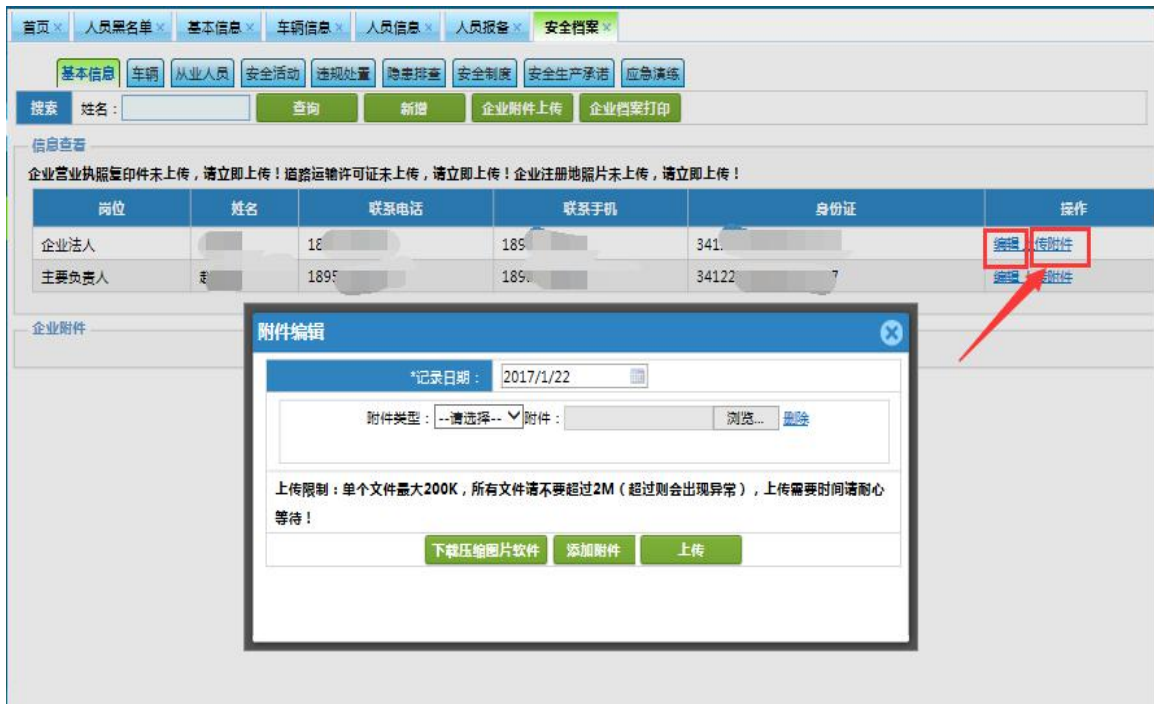 首页 × 人员黑名单 × 基本信息 × 车辆信息 × 人员信息 × 人员报备 × 安全档案 ×
基本信息 车辆 从业人员 安全活动 违规处置 隐患排查 安全制度 安全生产承诺 应急演练
搜索 姓名: 查询 新增 企业附件上传 企业档案打印
信息查看
企业营业执照复印件未上传,请立即上传!道路运输许可证未上传,请立即上传!企业注册地照片未上传,请立即上传!
岗位 姓名 联系电话 联系手机 身份证 操作
企业法人 18 189 341 编辑 上传附件
主要负责人 1895 189 34122 7 编辑 上传附件
企业附件
附件编辑
*记录日期: 2017/1/22
附件类型: --请选择-- 附件: 浏览... 删除
上传限制:单个文件最大200K,所有文件请不要超过2M(超过则会出现异常),上传需要时间请耐心
等待!
下载压缩图片软件 添加附件 上传